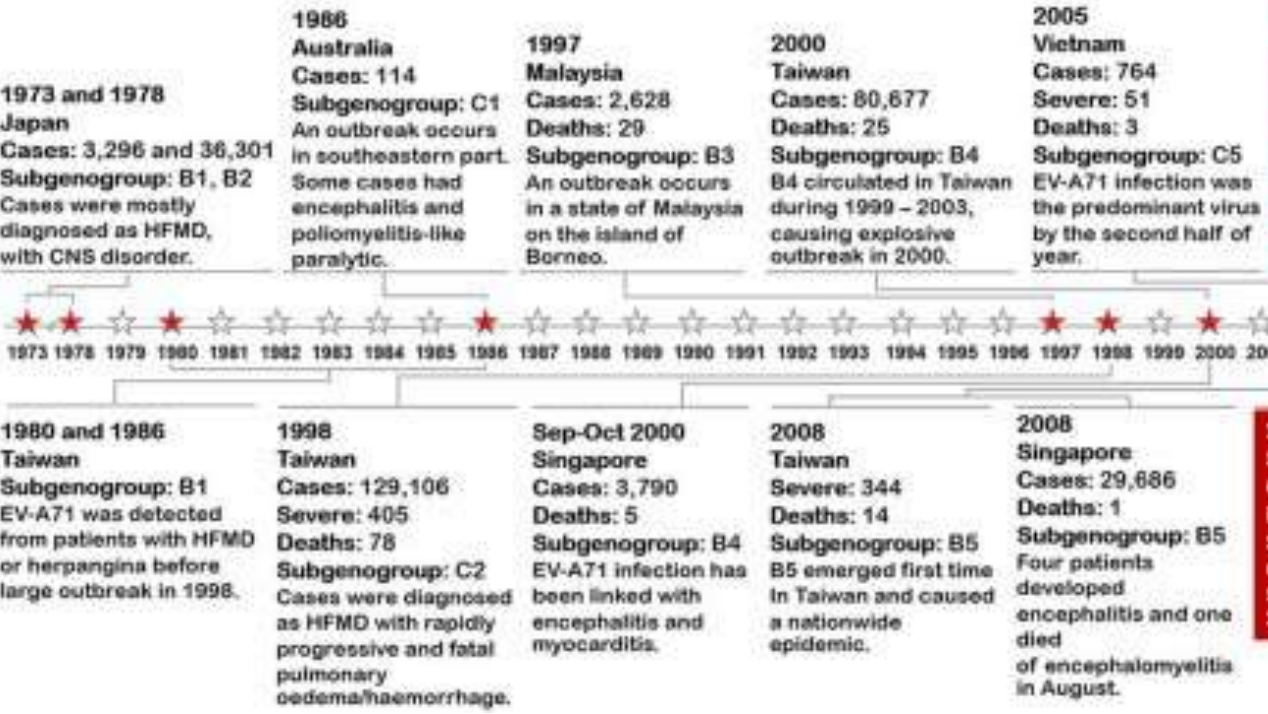 1973 and 1978
Japan
Cases: 3,296 and 36,301
Subgenogroup: B1, B2
Cases were mostly
diagnosed as HFMD,
with CNS disorder.
1986
Australia
Cases: 114
Subgenogroup: C1
An outbreak occurs
in southeastern part.
Some cases had
encephalitis and
poliomyelitis-like
paralytic.
1997
Malaysia
Cases: 2,628
Deaths: 29
Subgenogroup: B3
An outbreak occurs
in a state of Malaysia
on the island of
Borneo.
2000
Taiwan
Cases: 80,677
Deaths: 25
Subgenogroup: B4
B4 circulated in Taiwan
during 1999 – 2003,
causing explosive
outbreak in 2000.
2005
Vietnam
Cases: 764
Severe: 51
Deaths: 3
Subgenogroup: C5
EV-A71 infection was
the predominant virus
by the second half of
year.
1973 1978 1979 1980 1981 1982 1983 1984 1985 1986 1987 1988 1989 1990 1991 1992 1993 1994 1995 1996 1997 1998 1999 2000 20
1980 and 1986
Taiwan
Subgenogroup: B1
EV-A71 was detected
from patients with HFMD
or herpangina before
large outbreak in 1998.
1998
Taiwan
Cases: 129,106
Severe: 405
Deaths: 78
Subgenogroup: C2
Cases were diagnosed
as HFMD with rapidly
progressive and fatal
pulmonary
oedema/haemorrhage.
Sep-Oct 2000
Singapore
Cases: 3,790
Deaths: 5
Subgenogroup: B4
EV-A71 infection has
been linked with
encephalitis and
myocarditis.
2008
Taiwan
Severe: 344
Deaths: 14
Subgenogroup: B5
B5 emerged first time
In Taiwan and caused
a nationwide
epidemic.
2008
Singapore
Cases: 29,686
Deaths: 1
Subgenogroup: B5
Four patients
developed
encephalitis and one
died
of encephalomyelitis
in August.